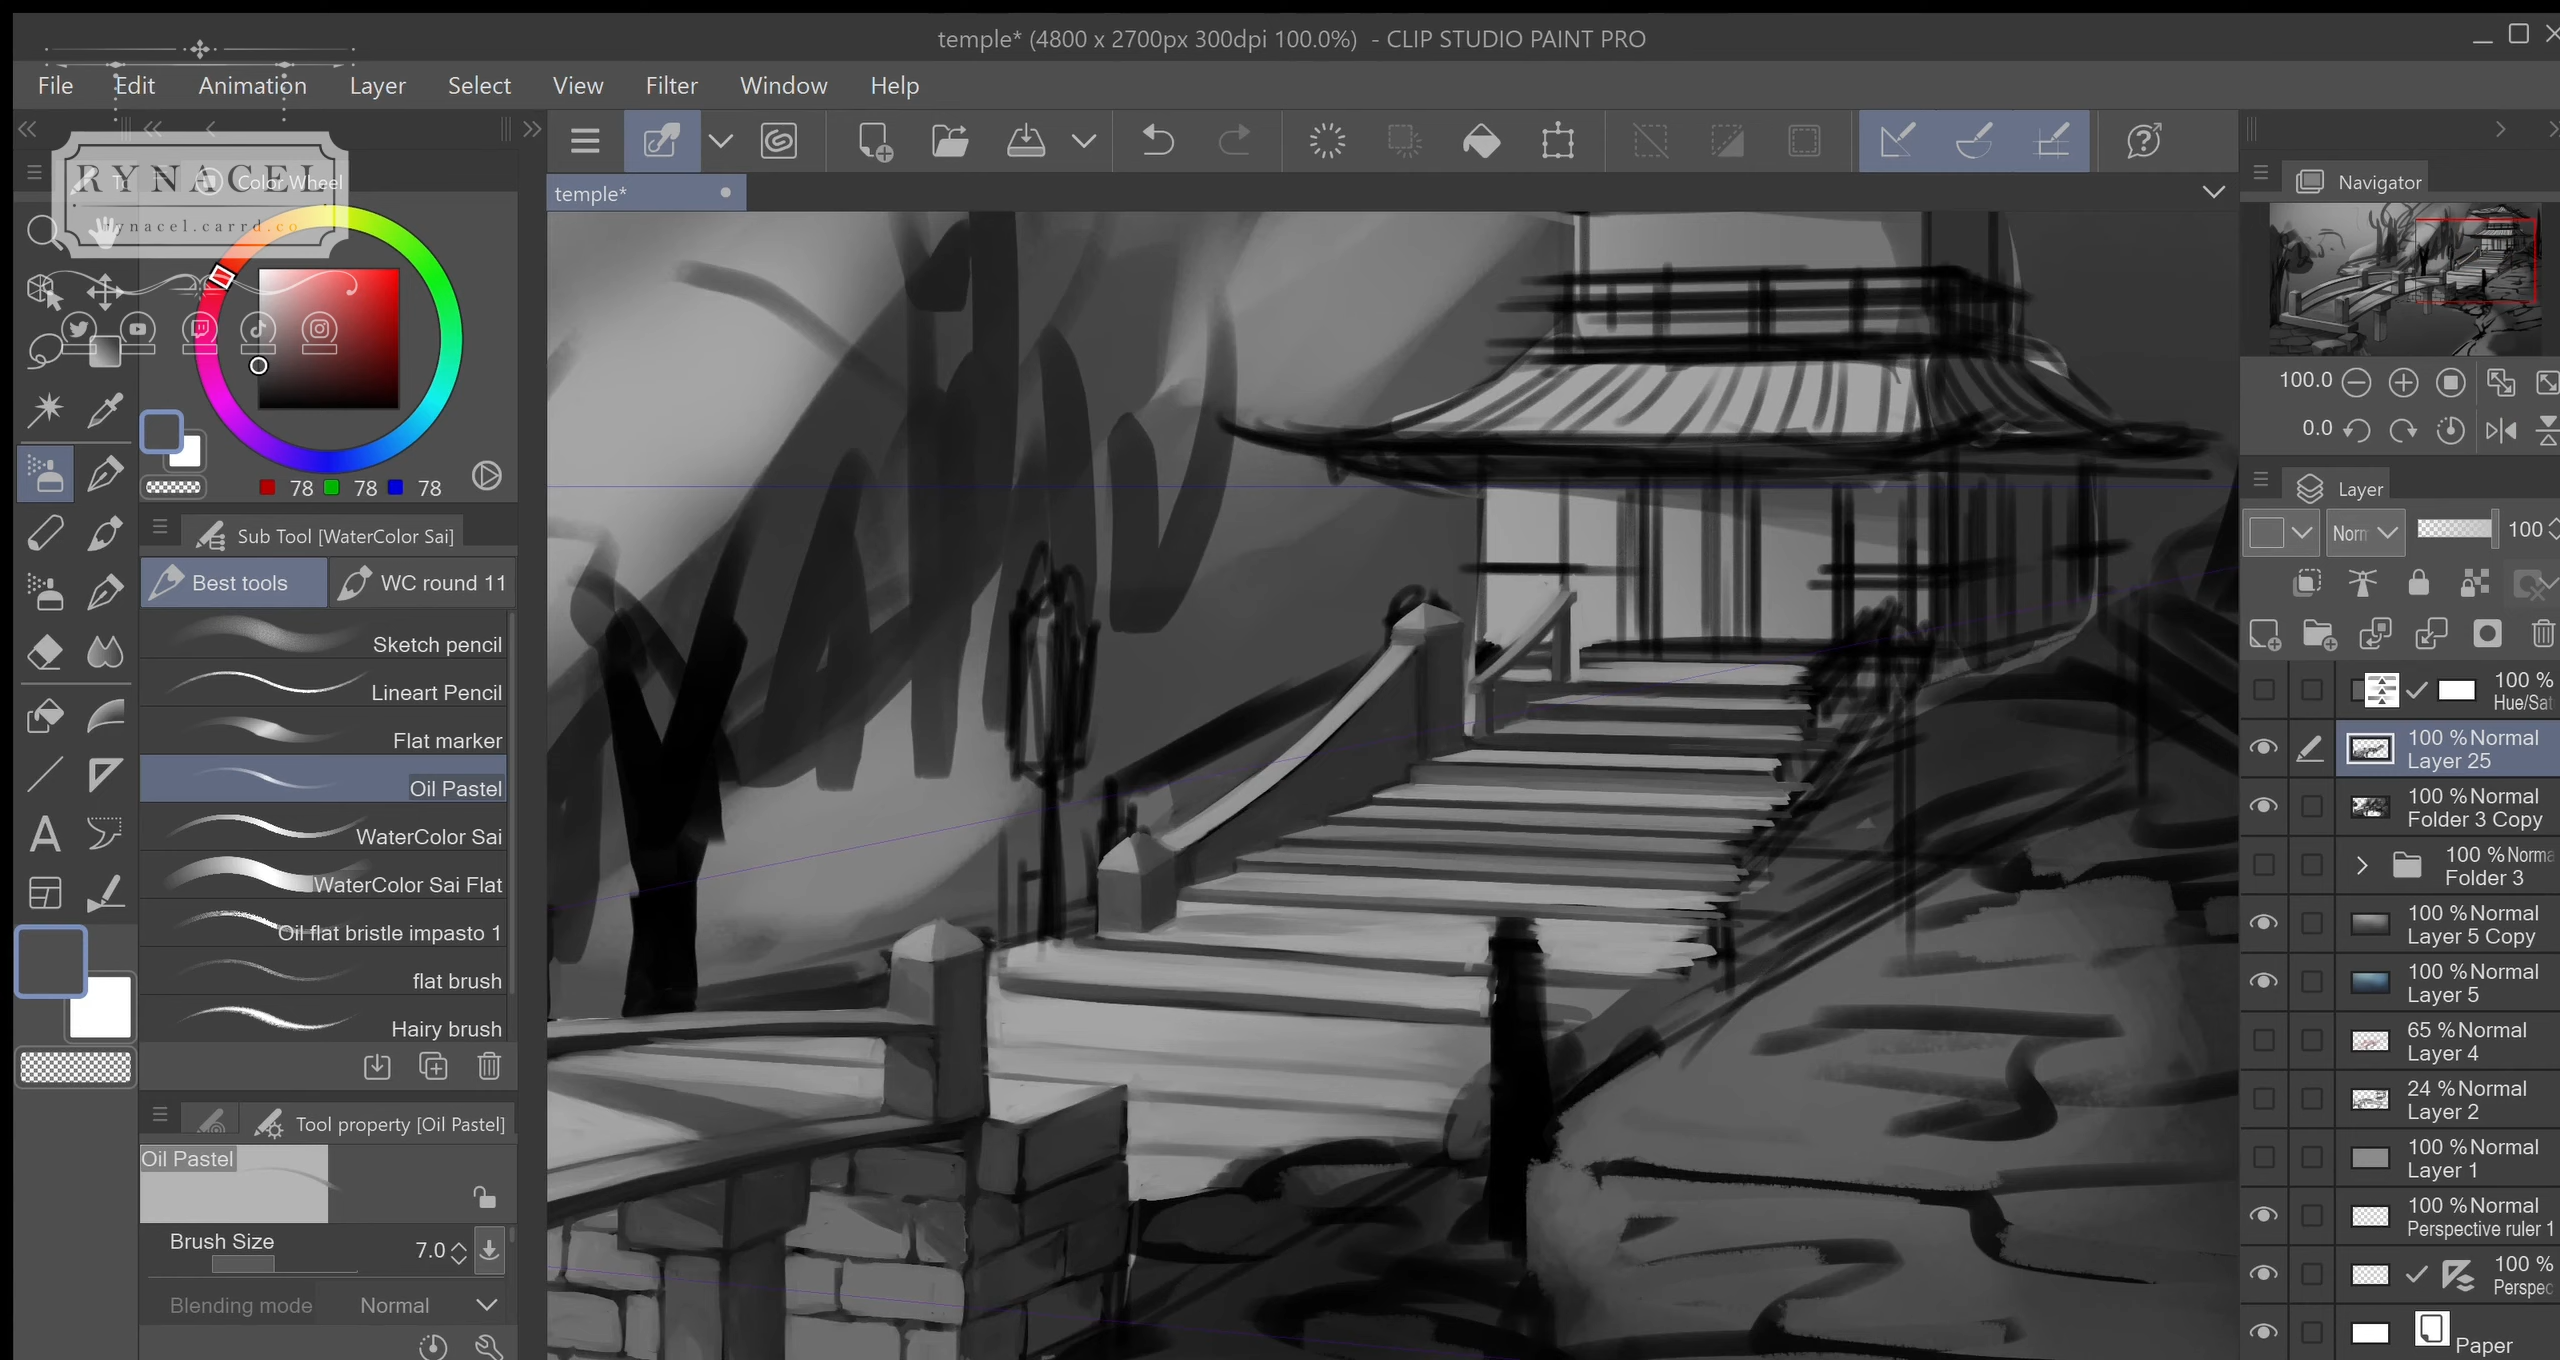 temple* (4800 x 2700px 300dpi 100.0%) - CLIP STUDIO PAINT PRO
File Edit Animation Layer Select View Filter Window Help
RYNACEL
rynacel.carrd.co
Color Wheel
temple*
Navigator
100.0
0.0
78 78 78
Sub Tool [WaterColor Sai]
Best tools
WC round 11
Sketch pencil
Lineart Pencil
Flat marker
Oil Pastel
WaterColor Sai
WaterColor Sai Flat
Oil flat bristle impasto 1
flat brush
Hairy brush
Tool property [Oil Pastel]
Oil Pastel
Brush Size 7.0
Blending mode Normal
Layer
Norm 100
100 %
Hue/Sat
100 %Normal
Layer 25
100 %Normal
Folder 3 Copy
100 %Norma
Folder 3
100 %Normal
Layer 5 Copy
100 %Normal
Layer 5
65 %Normal
Layer 4
24 %Normal
Layer 2
100 %Normal
Layer 1
100 %Normal
Perspective ruler 1
100 %
Perspec
Paper